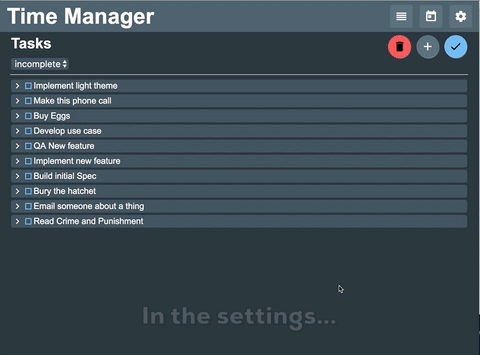 Time Manager
Tasks
incomplete
Implement light theme
Make this phone call
Buy Eggs
Develop use case
QA New feature
Implement new feature
Build initial Spec
Bury the hatchet
Email someone about a thing
Read Crime and Punishment
In the settings...